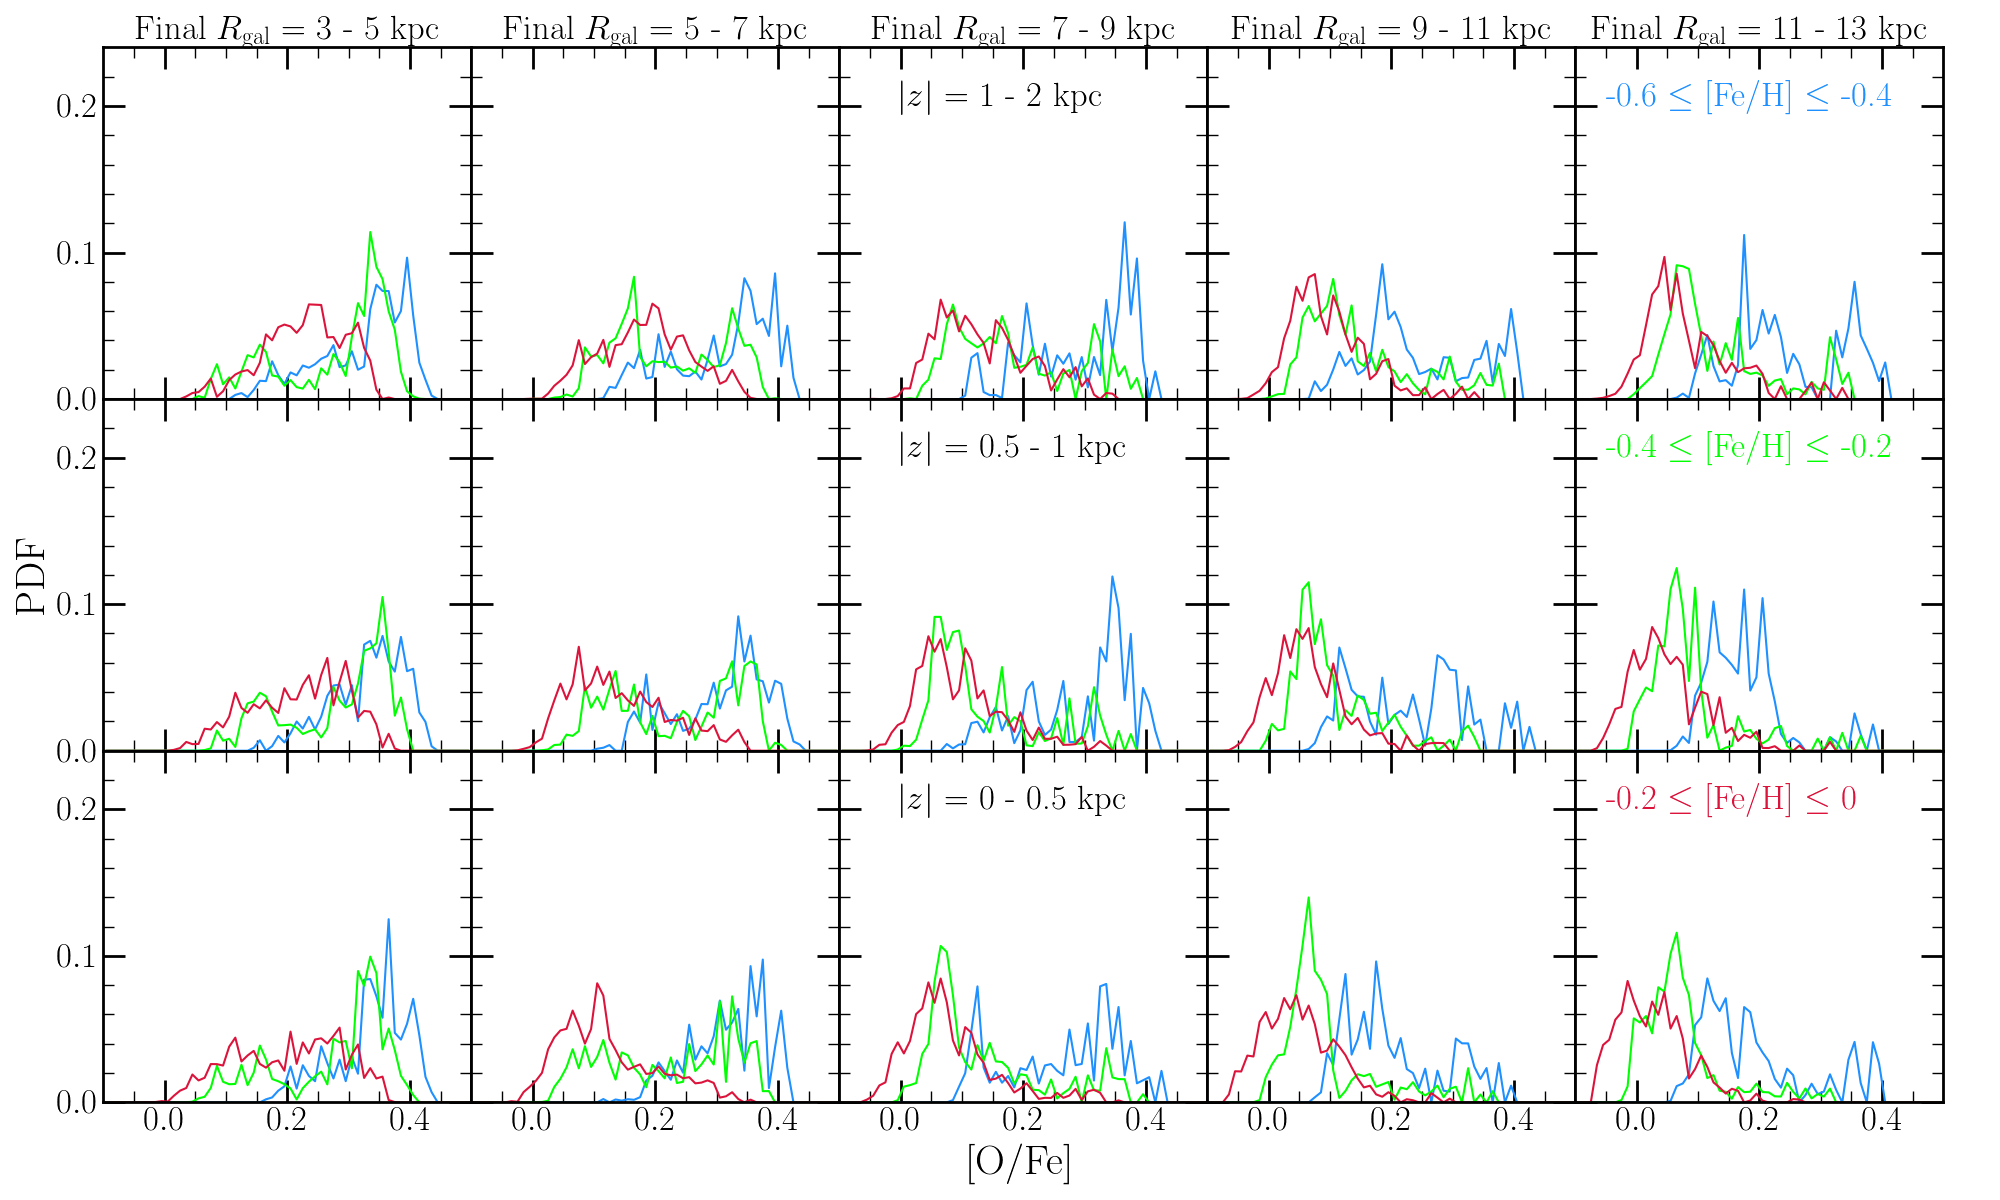 Final R_gal = 3 - 5 kpc
Final R_gal = 5 - 7 kpc
Final R_gal = 7 - 9 kpc
Final R_gal = 9 - 11 kpc
Final R_gal = 11 - 13 kpc
|z| = 1 - 2 kpc
-0.6 ≤ [Fe/H] ≤ -0.4
0.2
0.1
0.0
|z| = 0.5 - 1 kpc
-0.4 ≤ [Fe/H] ≤ -0.2
0.2
0.1
0.0
PDF
|z| = 0 - 0.5 kpc
-0.2 ≤ [Fe/H] ≤ 0
0.2
0.1
0.0
0.0 0.2 0.4 0.0 0.2 0.4 0.0 0.2 0.4 0.0 0.2 0.4 0.0 0.2 0.4
[O/Fe]